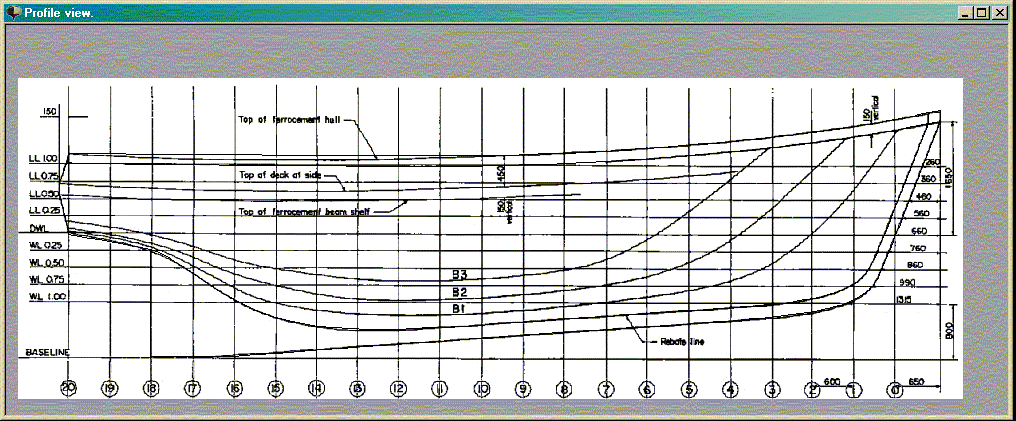 Profile view.
150
Top of ferrocement hull
150 vertical
LL 1.00
LL 0.75
Top of deck at side
450
260
LL 0.50
360
Top of ferrocement beam shelf
150 vertical
460
LL 0.25
560
DWL
660
WL 0.25
760
WL 0.50
B3
860
WL 0.75
B2
990
WL 1.00
B1
1315
900
Rabate line
BASELINE
600
650
20 19 18 17 16 15 14 13 12 11 10 9 8 7 6 5 4 3 2 1 0